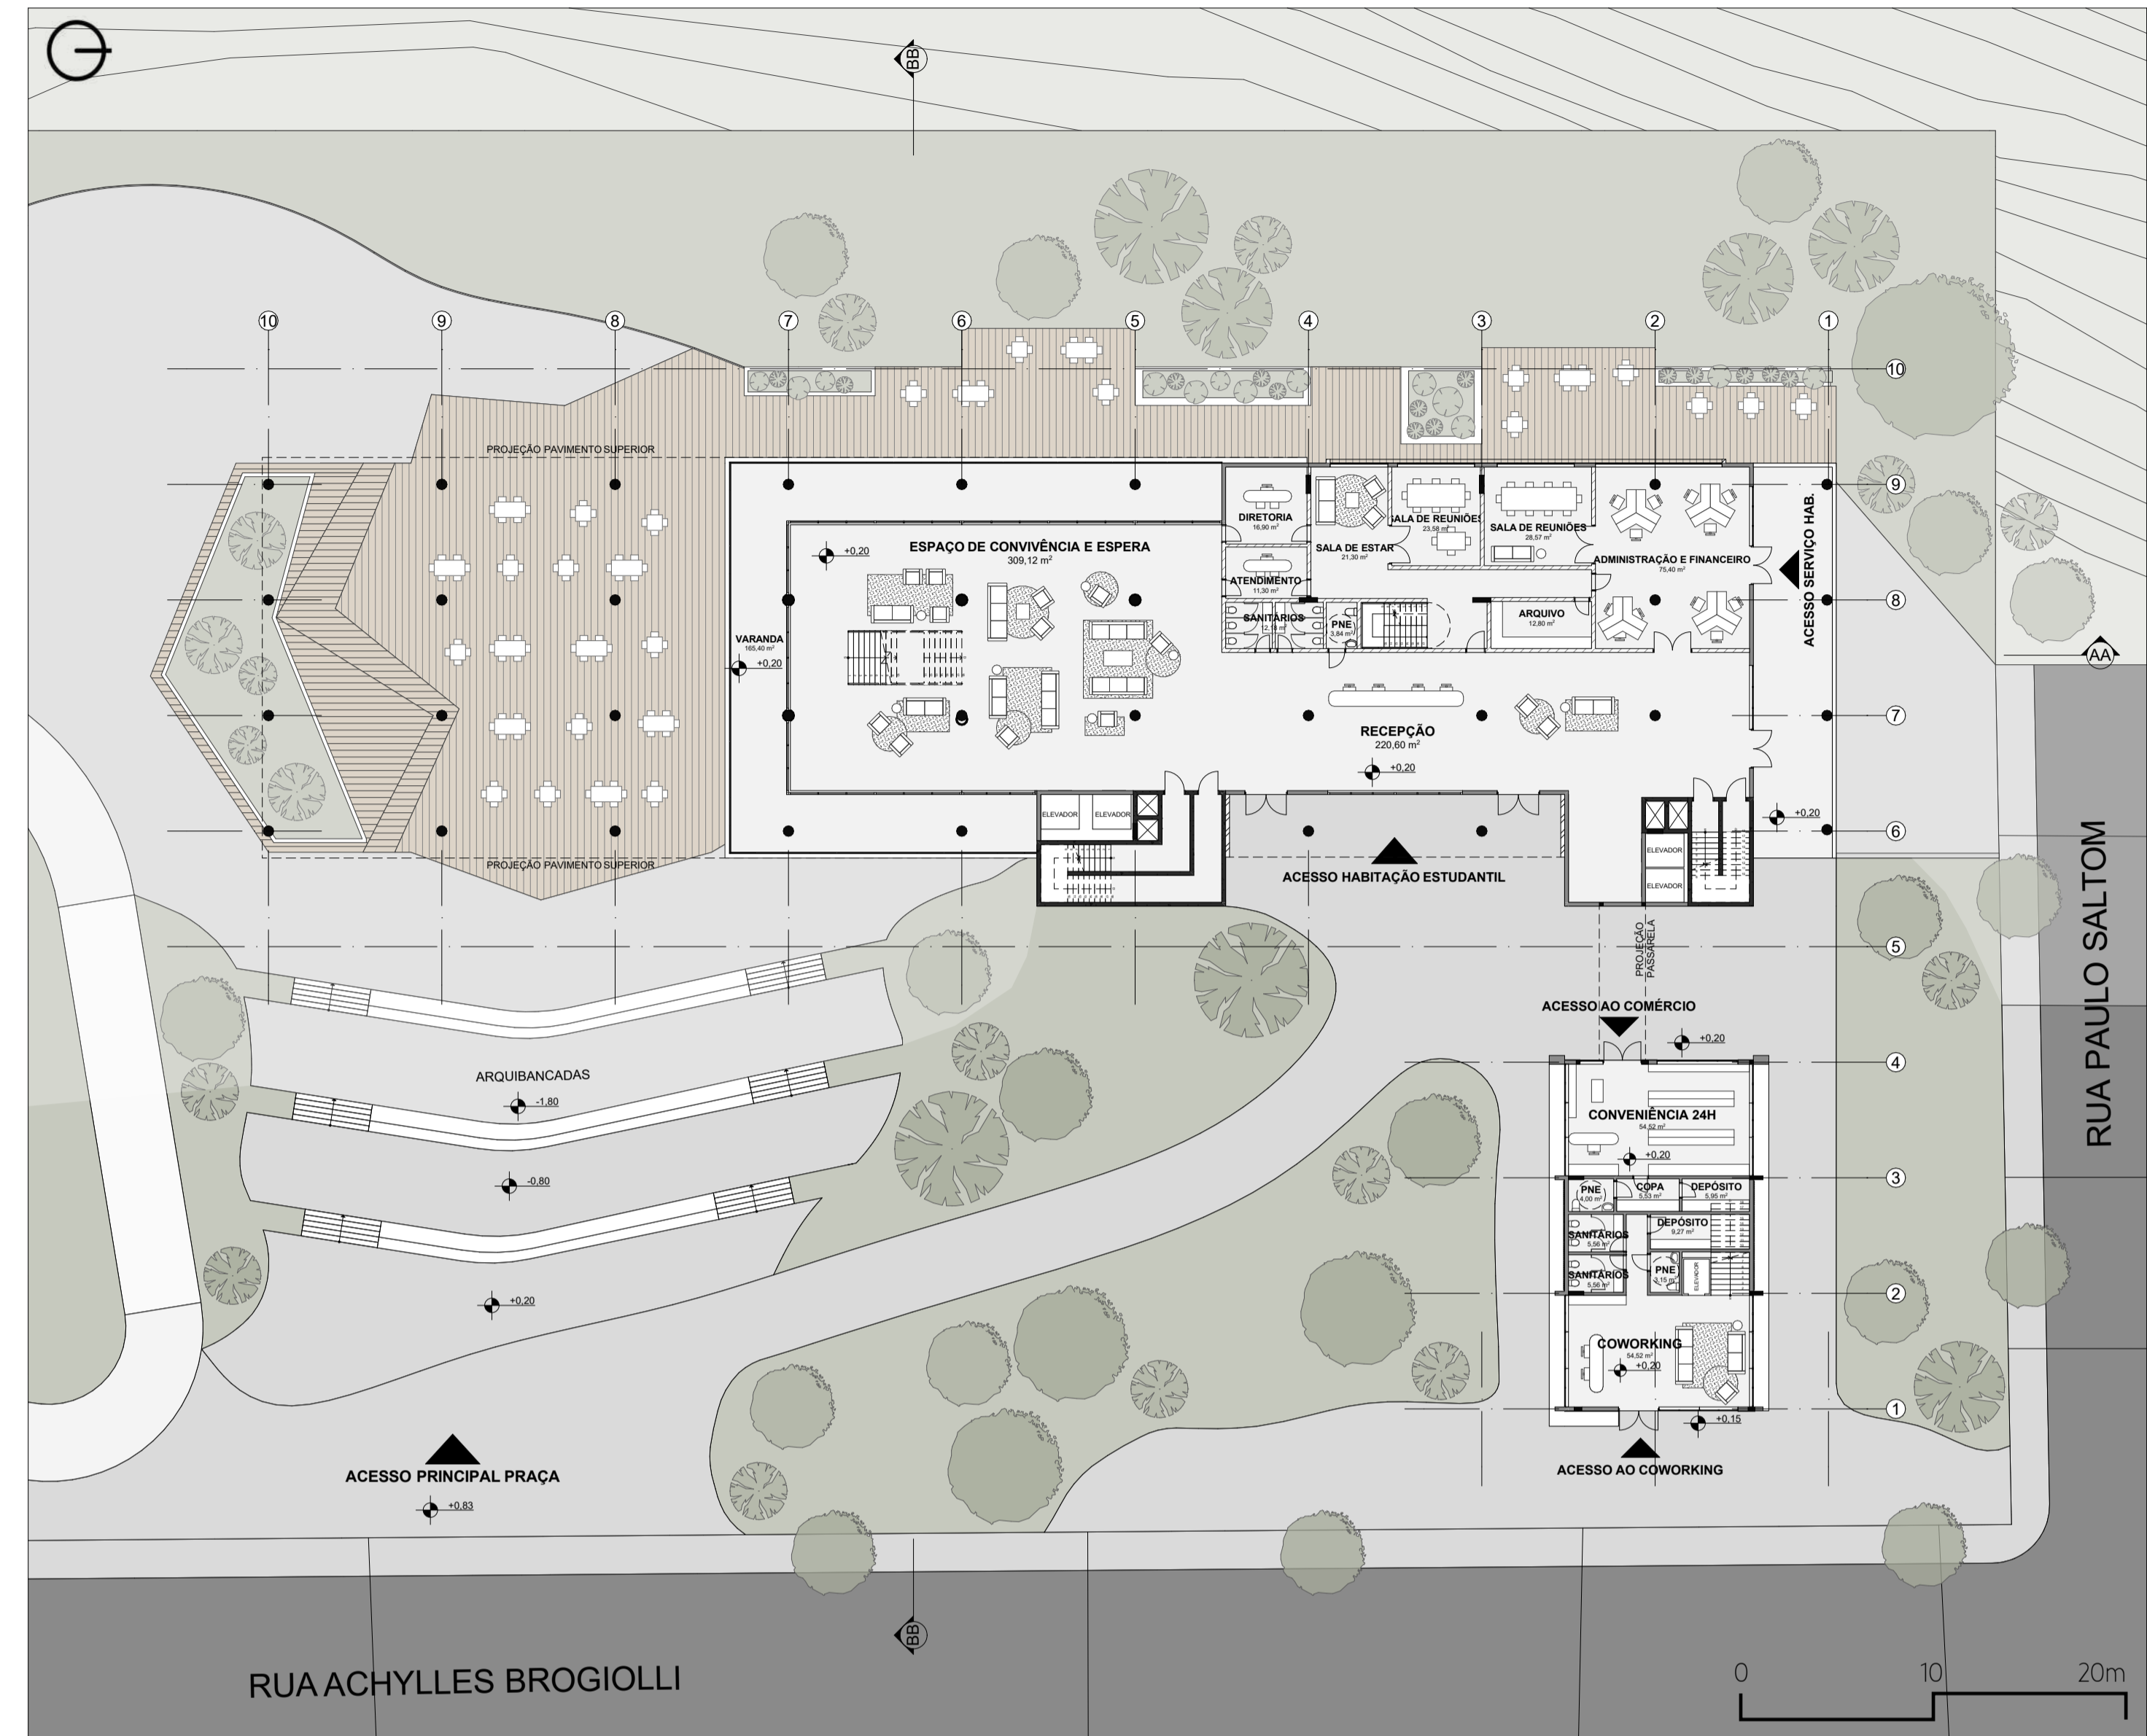 BB
10 9 8 7 6 5 4 3 2 1
10
PROJEÇÃO PAVIMENTO SUPERIOR
9
DIRETORIA
16,90 m²
SALA DE REUNIÕES
23,58 m²
SALA DE REUNIÕES
28,57 m²
ESPAÇO DE CONVIVÊNCIA E ESPERA
309,12 m²
+0,20
SALA DE ESTAR
21,30 m²
ADMINISTRAÇÃO E FINANCEIRO
75,40 m²
ACESSO SERVIÇO HAB.
ATENDIMENTO
11,30 m²
8
SANITÁRIOS
PNE
3,84 m²
ARQUIVO
12,80 m²
VARANDA
165,40 m²
+0,20
AA
7
RECEPÇÃO
220,60 m²
+0,20
ELEVADOR
ELEVADOR
+0,20
6
ELEVADOR
ELEVADOR
PROJEÇÃO PAVIMENTO SUPERIOR
ACESSO HABITAÇÃO ESTUDANTIL
RUA PAULO SALTOM
5
PROJEÇÃO
PASSARELA
ACESSO AO COMÉRCIO
+0,20
4
ARQUIBANCADAS
-1,80
CONVENIÊNCIA 24H
54,52 m²
+0,20
-0,80
3
PNE
4,00 m²
COPA
5,53 m²
DEPÓSITO
5,95 m²
DEPÓSITO
9,27 m²
SANITÁRIOS
5,56 m²
SANITÁRIOS
5,56 m²
PNE
3,15 m²
ELEVADOR
+0,20
2
COWORKING
54,52 m²
+0,20
1
+0,15
ACESSO AO COWORKING
ACESSO PRINCIPAL PRAÇA
+0.83
BB
RUA ACHYLLES BROGIOLLI
0 10 20m